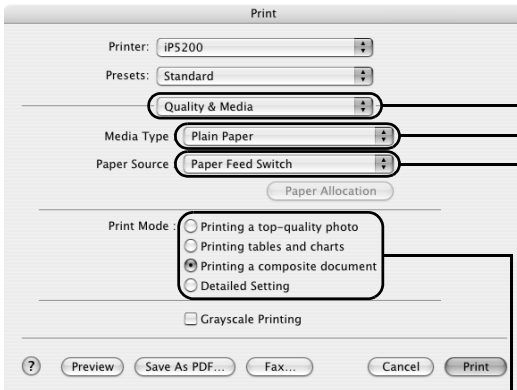 Print
Printer: iP5200
Presets: Standard
Quality & Media
Media Type : Plain Paper
Paper Source : Paper Feed Switch
Paper Allocation
Print Mode : Printing a top-quality photo
Printing tables and charts
Printing a composite document
Detailed Setting
Grayscale Printing
? Preview Save As PDF... Fax... Cancel Print